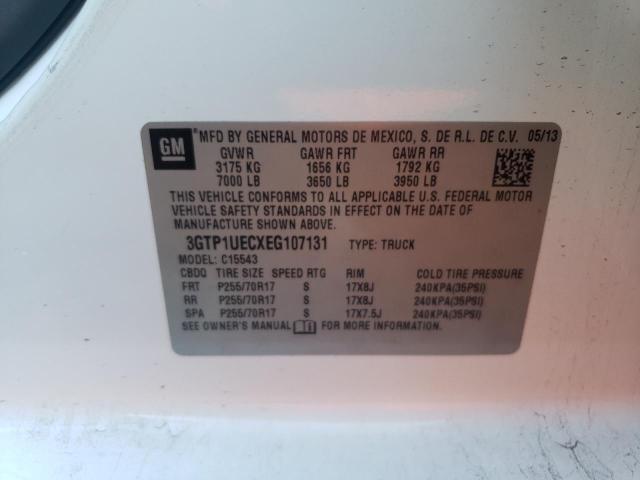 GM MFD BY GENERAL MOTORS DE MEXICO, S. DE R.L. DE C.V. 05/13
GVWR GAWR FRT GAWR RR
3175 KG 1656 KG 1792 KG
7000 LB 3650 LB 3950 LB
THIS VEHICLE CONFORMS TO ALL APPLICABLE U.S. FEDERAL MOTOR
VEHICLE SAFETY STANDARDS IN EFFECT ON THE DATE OF
MANUFACTURE SHOWN ABOVE.
3GTP1UECXEG107131 TYPE: TRUCK
MODEL: C15543
CBDQ TIRE SIZE SPEED RTG RIM COLD TIRE PRESSURE
FRT P255/70R17 S 17X8J 240KPA(35PSI)
RR P255/70R17 S 17X8J 240KPA(35PSI)
SPA P255/70R17 S 17X7.5J 240KPA(35PSI)
SEE OWNER'S MANUAL FOR MORE INFORMATION.